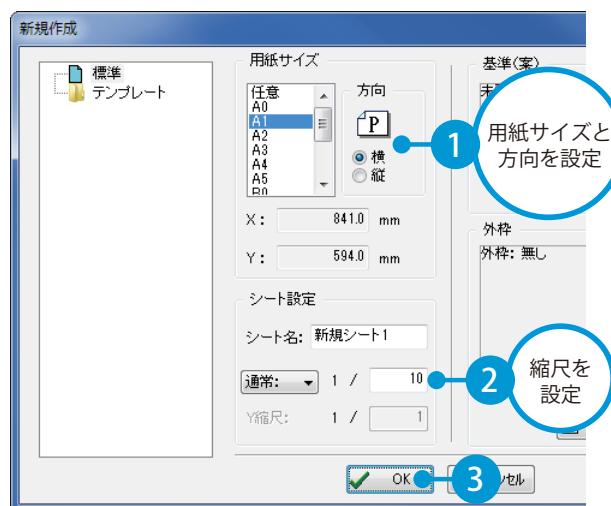 新規作成
標準
テンプレート
用紙サイズ
任意
A0
A1
A2
A3
A4
A5
B0
方向
P
横
縦
X: 841.0 mm
Y: 594.0 mm
1
用紙サイズと
方向を設定
基準(案)
外枠
外枠: 無し
シート設定
シート名: 新規シート1
通常: 1 / 10
Y縮尺: 1 / 1
2
縮尺を
設定
OK
3